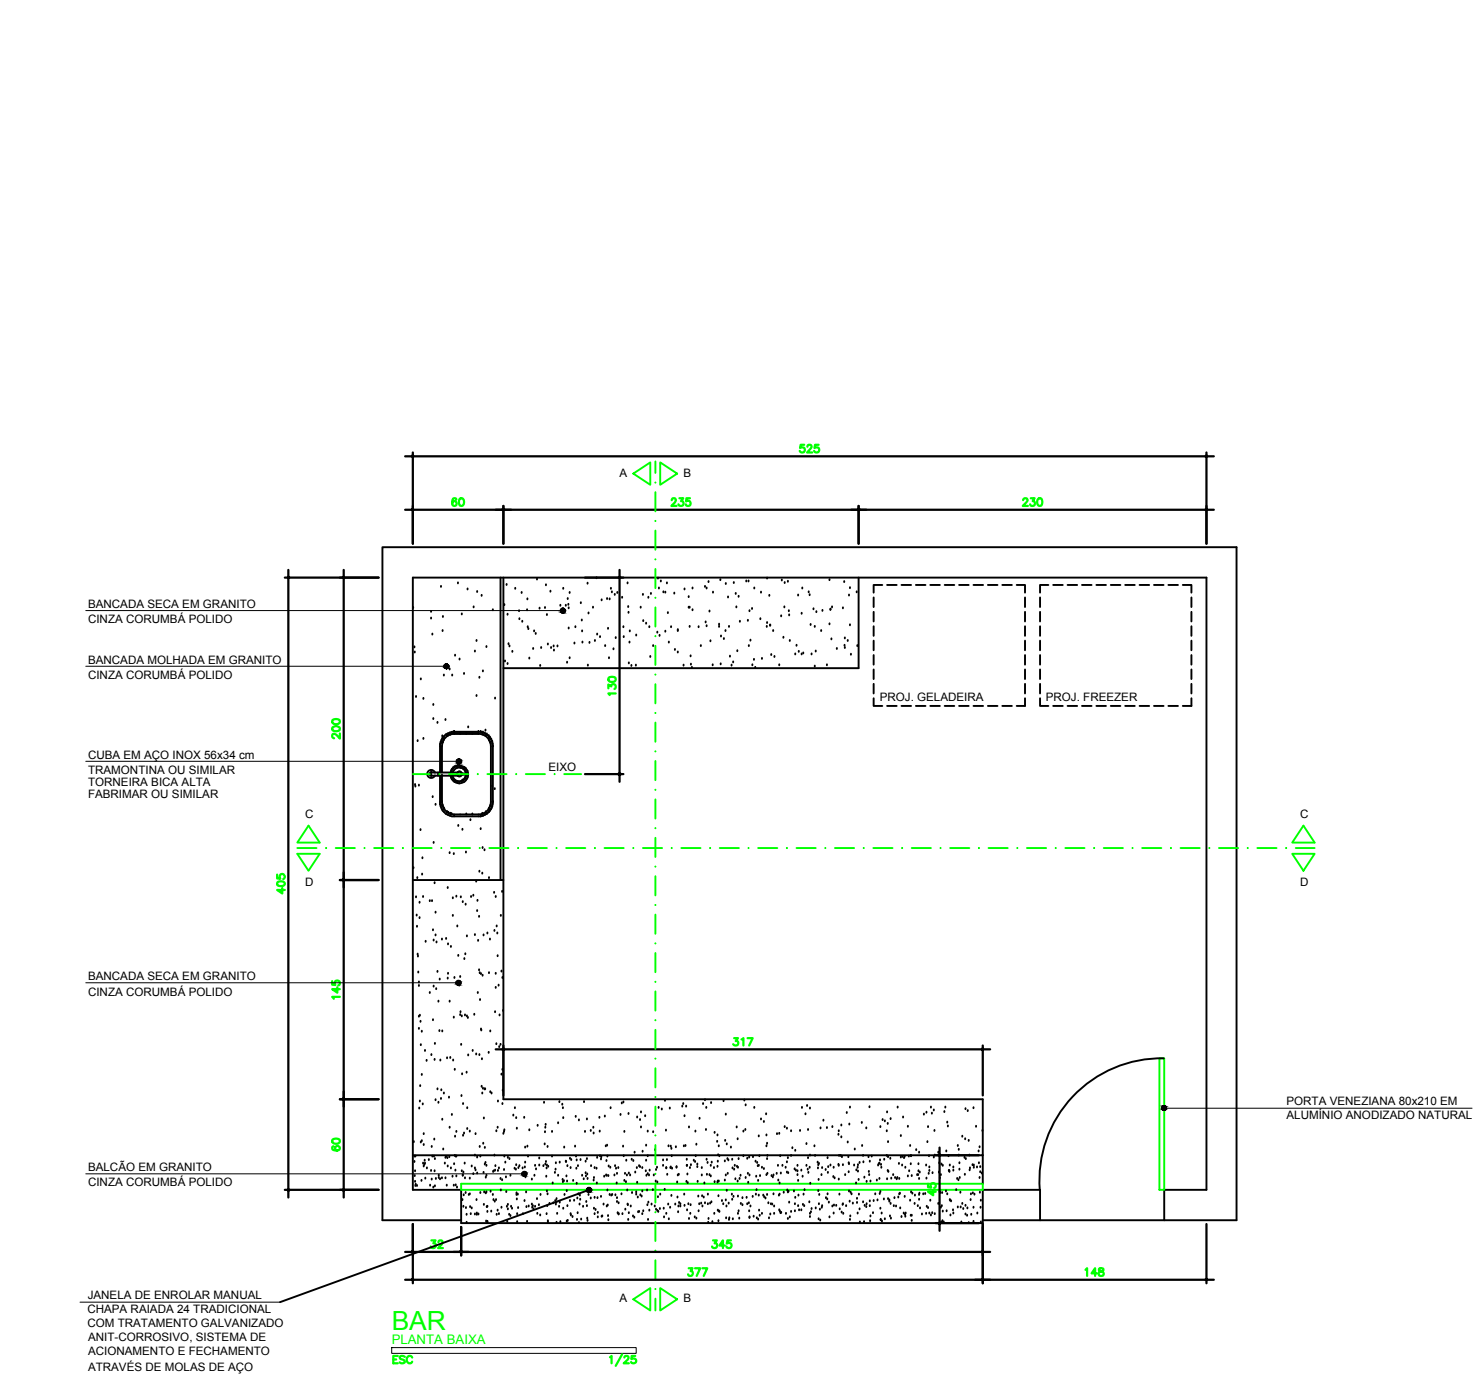 525
A
B
60
235
230
BANCADA SECA EM GRANITO
CINZA CORUMBÁ POLIDO
BANCADA MOLHADA EM GRANITO
CINZA CORUMBÁ POLIDO
130
PROJ. GELADEIRA
PROJ. FREEZER
200
CUBA EM AÇO INOX 56x34 cm
TRAMONTINA OU SIMILAR
TORNEIRA BICA ALTA
FABRIMAR OU SIMILAR
EIXO
C
C
D
D
405
BANCADA SECA EM GRANITO
CINZA CORUMBÁ POLIDO
145
317
PORTA VENEZIANA 80x210 EM
ALUMÍNIO ANODIZADO NATURAL
60
BALCÃO EM GRANITO
CINZA CORUMBÁ POLIDO
45
32
345
377
148
JANELA DE ENROLAR MANUAL
CHAPA RAIADA 24 TRADICIONAL
COM TRATAMENTO GALVANIZADO
ANIT-CORROSIVO, SISTEMA DE
ACIONAMENTO E FECHAMENTO
ATRAVÉS DE MOLAS DE AÇO
A
B
BAR
PLANTA BAIXA
ESC 1/25